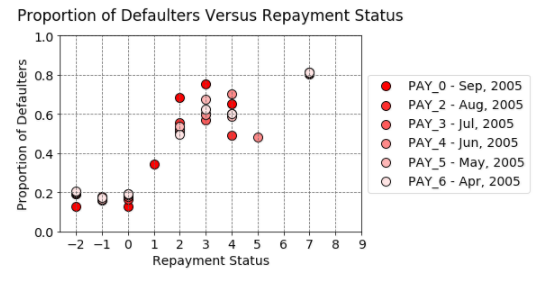 Proportion of Defaulters Versus Repayment Status
Proportion of Defaulters
1.0
0.8
0.6
0.4
0.2
0.0
−2 −1 0 1 2 3 4 5 6 7 8 9
Repayment Status
PAY_0 - Sep, 2005
PAY_2 - Aug, 2005
PAY_3 - Jul, 2005
PAY_4 - Jun, 2005
PAY_5 - May, 2005
PAY_6 - Apr, 2005